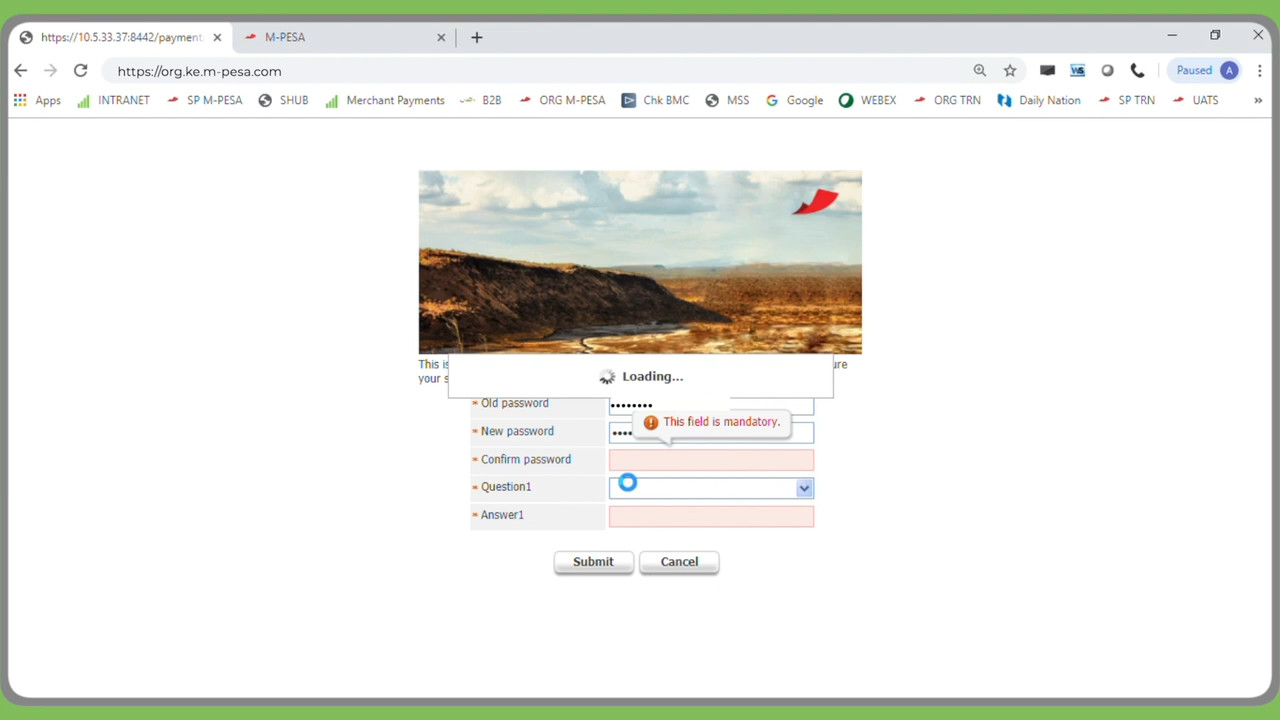 https://10.5.33.37:8442/payment
M-PESA
https://org.ke.m-pesa.com
Paused A
Apps INTRANET SP M-PESA SHUB Merchant Payments B2B ORG M-PESA Chk BMC MSS Google WEBEX ORG TRN Daily Nation SP TRN UATS »
This is
ure
your s
Loading...
* Old password ••••••••
This field is mandatory.
* New password ••••
* Confirm password
* Question1
* Answer1
Submit Cancel